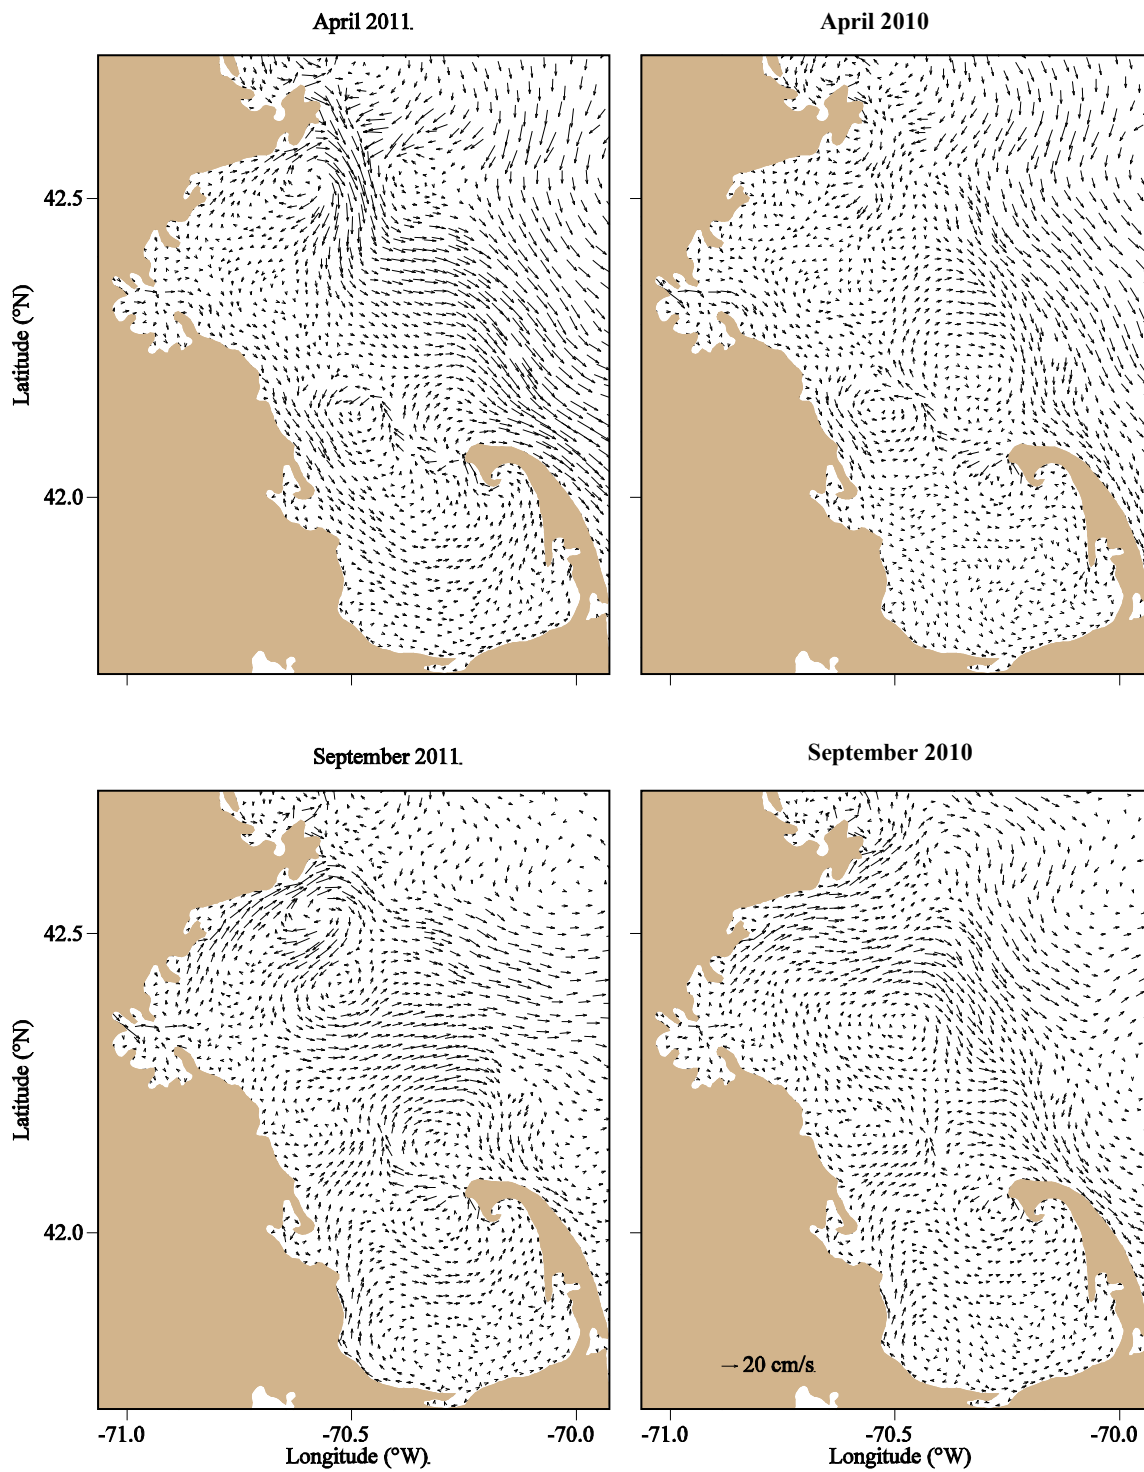 April 2011.
April 2010
42.5
42.0
Latitude (°N)
September 2011.
September 2010
42.5
42.0
Latitude (°N)
20 cm/s.
-71.0
-70.5
-70.0
-71.0
-70.5
-70.0
Longitude (°W).
Longitude (°W)